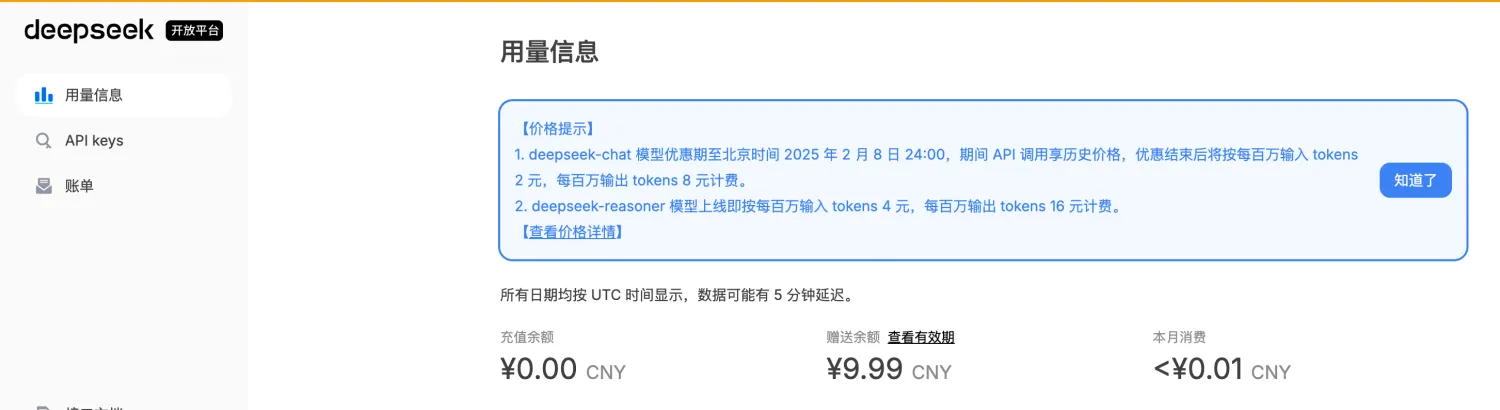 deepseek 开放平台
用量信息
API keys
账单
用量信息
【价格提示】
1. deepseek-chat 模型优惠期至北京时间 2025 年 2 月 8 日 24:00，期间 API 调用享历史价格，优惠结束后将按每百万输入 tokens
2 元，每百万输出 tokens 8 元计费。
2. deepseek-reasoner 模型上线即按每百万输入 tokens 4 元，每百万输出 tokens 16 元计费。
【查看价格详情】
知道了
所有日期均按 UTC 时间显示，数据可能有 5 分钟延迟。
充值余额
¥0.00 CNY
赠送余额 查看有效期
¥9.99 CNY
本月消费
<¥0.01 CNY